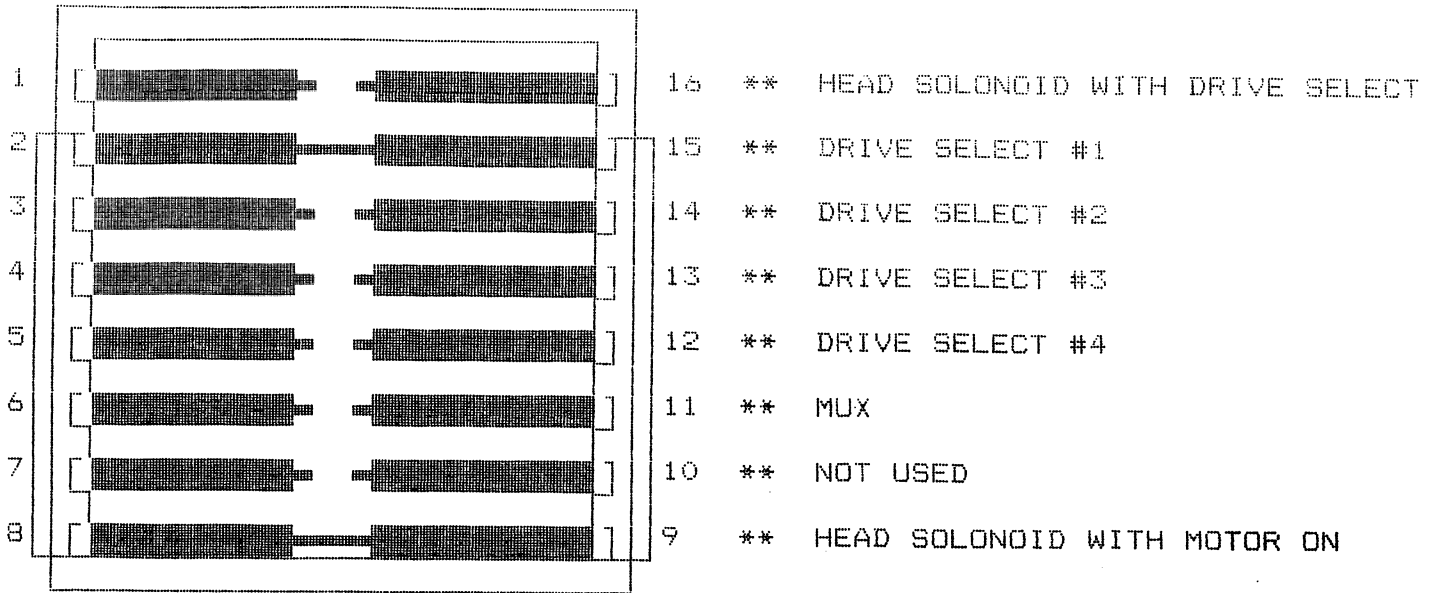 1 16 ** HEAD SOLONOID WITH DRIVE SELECT
2 15 ** DRIVE SELECT #1
3 14 ** DRIVE SELECT #2
4 13 ** DRIVE SELECT #3
5 12 ** DRIVE SELECT #4
6 11 ** MUX
7 10 ** NOT USED
8 9 ** HEAD SOLONOID WITH MOTOR ON